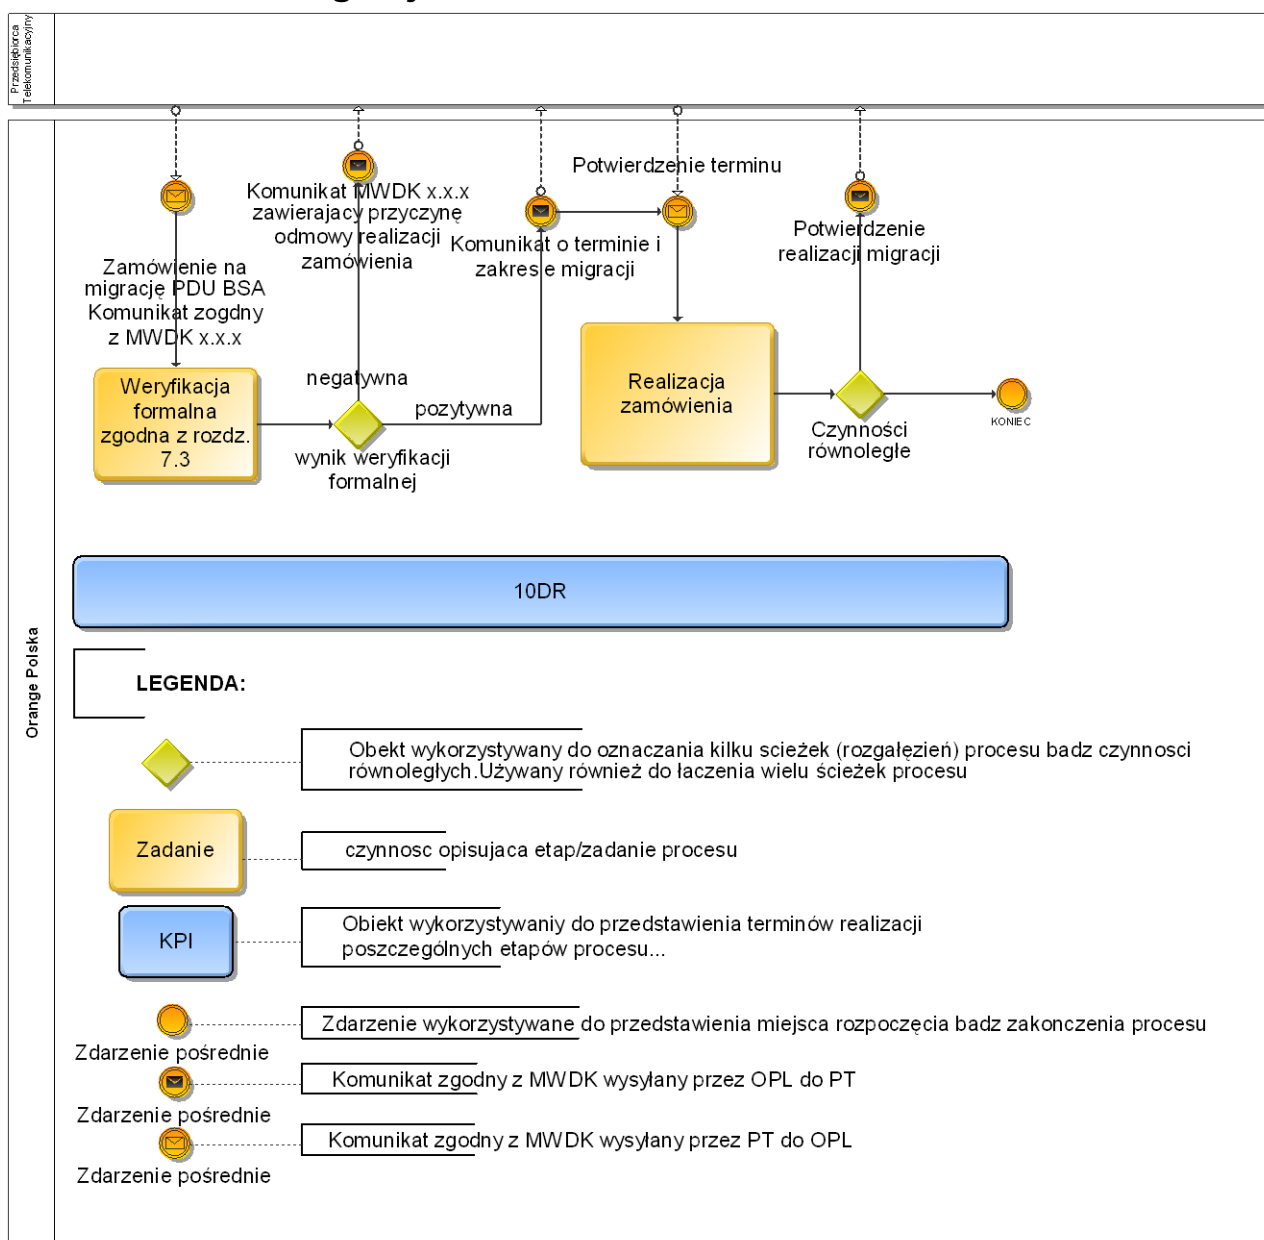 Przedsiębiorca
Telekomunikacyjny
Orange Polska
Zamówienie na
migrację PDU BSA
Komunikat zogdny
z MWDK x.x.x
Weryfikacja
formalna
zgodna z rozdz.
7.3
Komunikat MWDK x.x.x
zawierajacy przyczynę
odmowy realizacji
zamówienia
negatywna
pozytywna
wynik weryfikacji
formalnej
Komunikat o terminie i
zakresie migracji
Potwierdzenie terminu
Realizacja
zamówienia
Potwierdzenie
realizacji migracji
Czynności
równoległe
KONIEC
10DR
LEGENDA:
Obekt wykorzystywany do oznaczania kilku scieżek (rozgałęzień) procesu badz czynnosci
równoległych.Używany również do łaczenia wielu ścieżek procesu
Zadanie
czynnosc opisujaca etap/zadanie procesu
KPI
Obiekt wykorzystywaniy do przedstawienia terminów realizacji
poszczególnych etapów procesu...
Zdarzenie wykorzystywane do przedstawienia miejsca rozpoczęcia badz zakonczenia procesu
Zdarzenie pośrednie
Komunikat zgodny z MWDK wysyłany przez OPL do PT
Zdarzenie pośrednie
Komunikat zgodny z MWDK wysyłany przez PT do OPL
Zdarzenie pośrednie